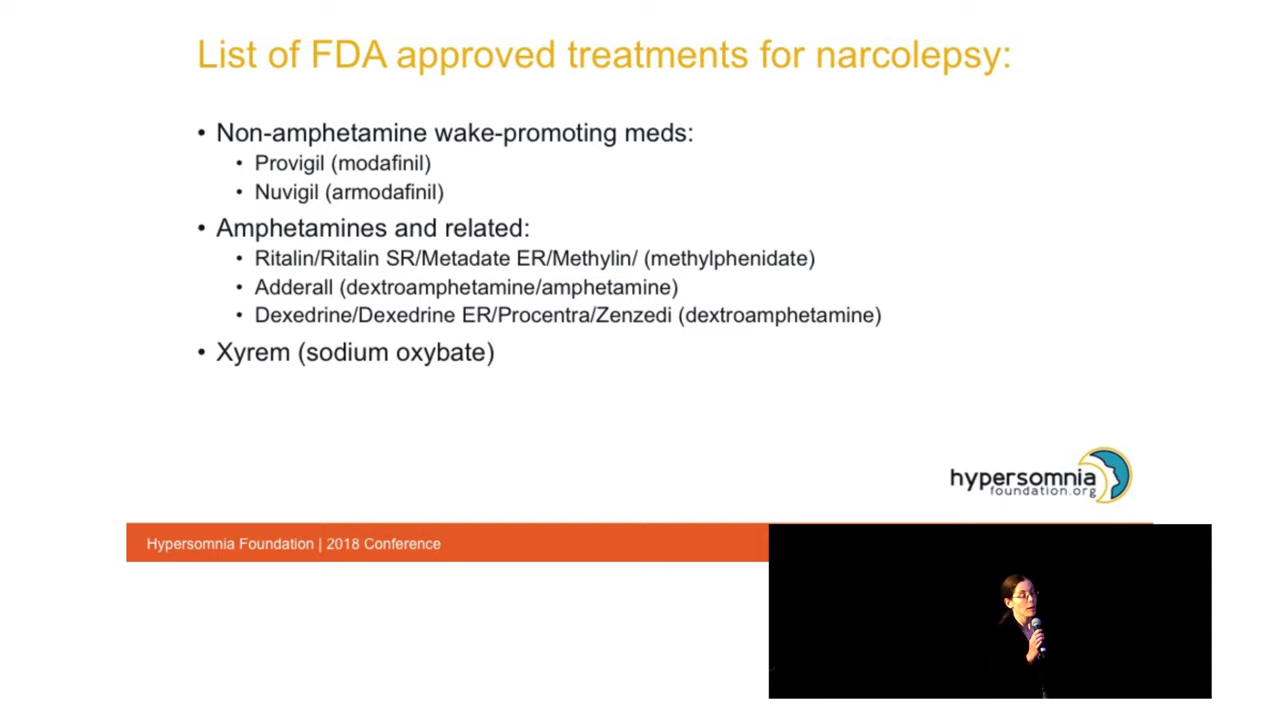 List of FDA approved treatments for narcolepsy:
• Non-amphetamine wake-promoting meds:
• Provigil (modafinil)
• Nuvigil (armodafinil)
• Amphetamines and related:
• Ritalin/Ritalin SR/Metadate ER/Methylin/ (methylphenidate)
• Adderall (dextroamphetamine/amphetamine)
• Dexedrine/Dexedrine ER/Procentra/Zenzedi (dextroamphetamine)
• Xyrem (sodium oxybate)
hypersomnia
foundation.org
Hypersomnia Foundation | 2018 Conference